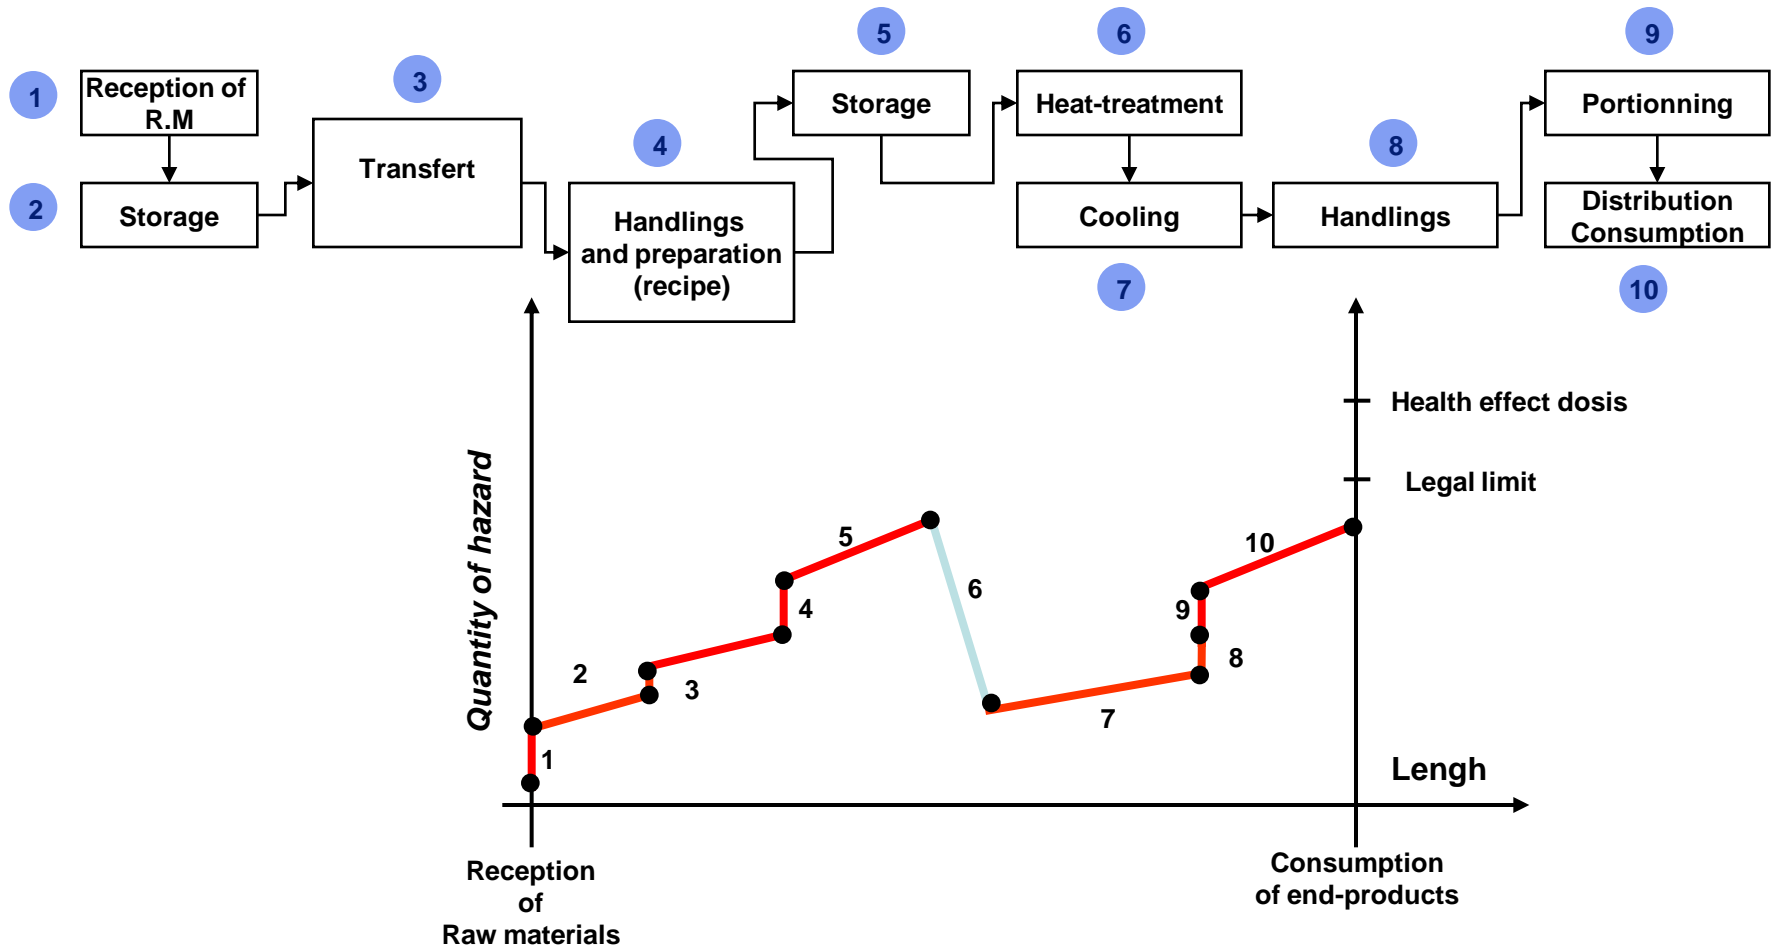 5
6
9
1
Reception of
R.M
3
Storage
Heat-treatment
Portionning
4
8
Transfert
2
Storage
Handlings
and preparation
(recipe)
Cooling
Handlings
Distribution
Consumption
7
10
Health effect dosis
Legal limit
Quantity of hazard
5
10
6
4
9
2
3
8
7
1
Lengh
Reception
of
Raw materials
Consumption
of end-products